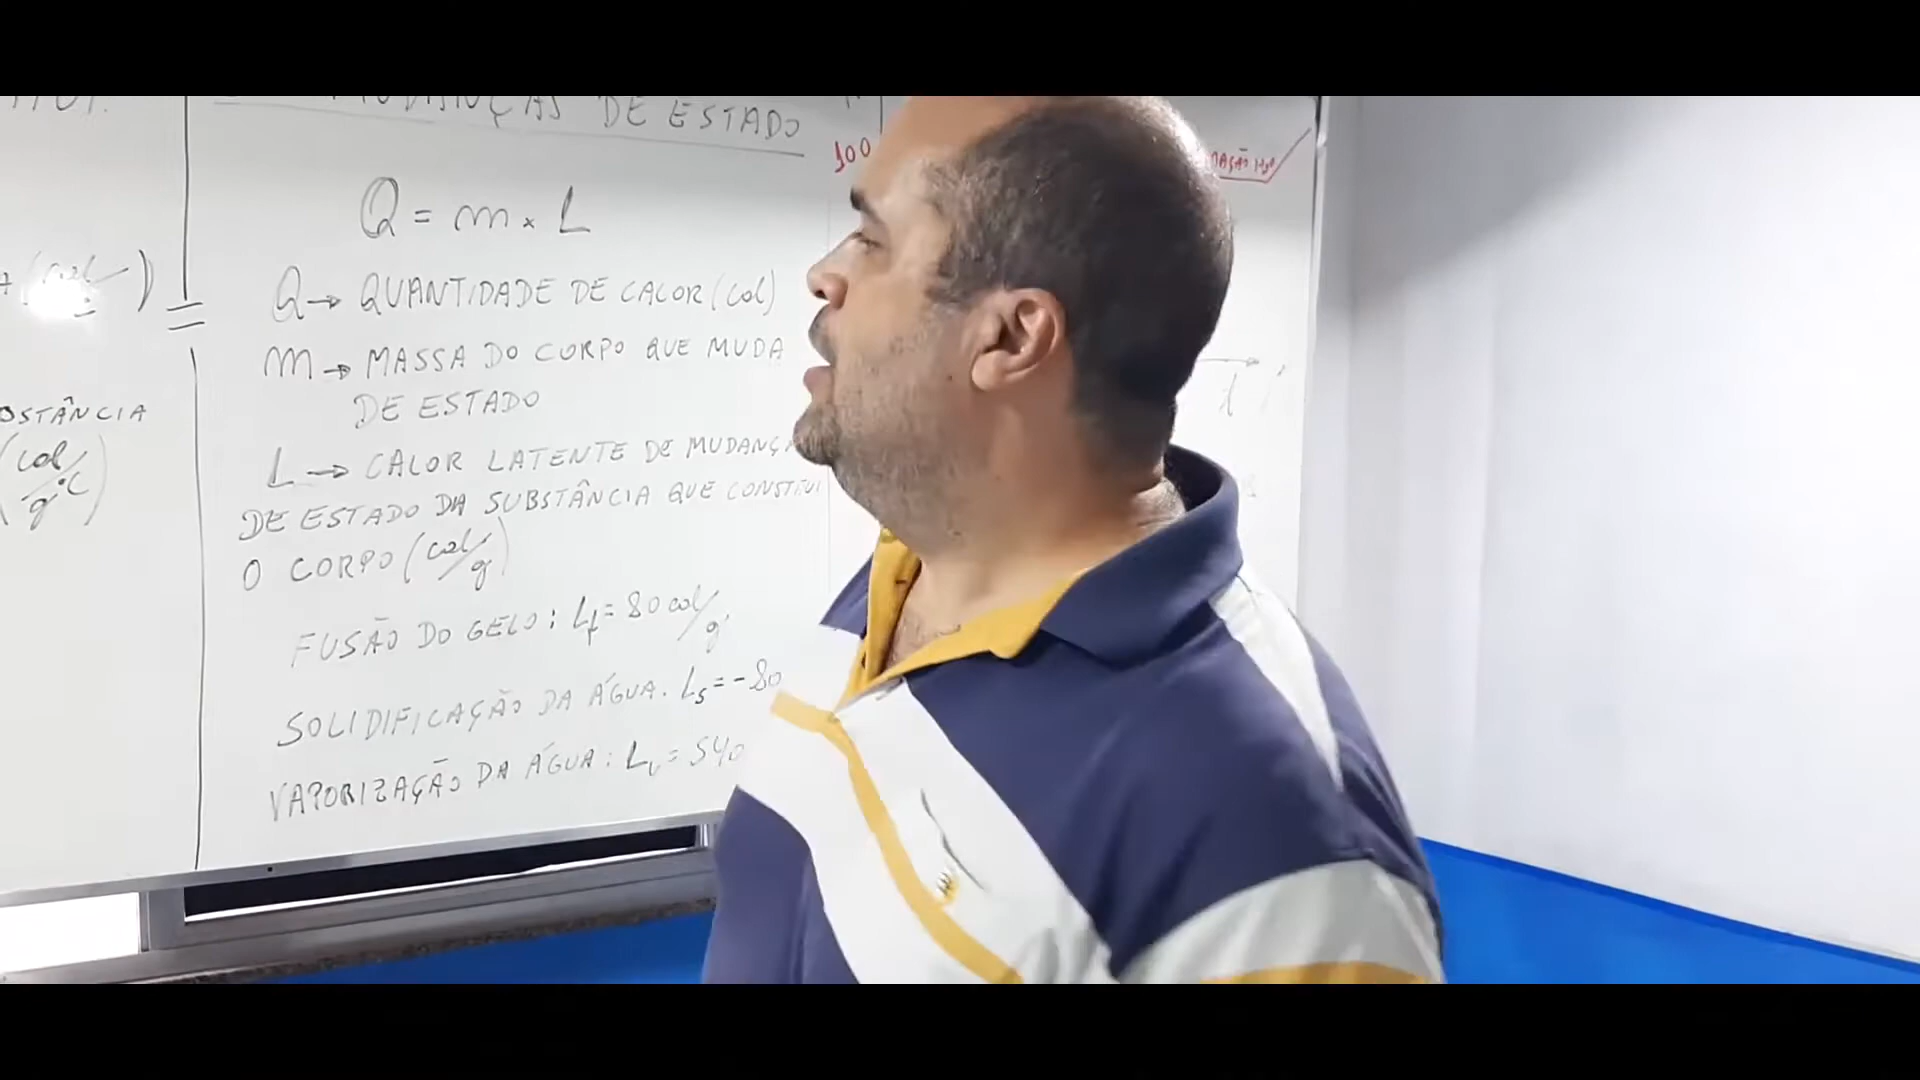 MUDANÇAS DE ESTADO
100
Q = m x L
Q → QUANTIDADE DE CALOR (cal)
m → MASSA DO CORPO QUE MUDA
DE ESTADO
L → CALOR LATENTE DE MUDANÇA
DE ESTADO DA SUBSTÂNCIA QUE CONSTITUI
O CORPO (cal/g)
FUSÃO DO GELO: Lf = 80 cal/g
SOLIDIFICAÇÃO DA ÁGUA. Ls = -80
VAPORIZAÇÃO DA ÁGUA: Lv = 540
(cal/g°C)
t